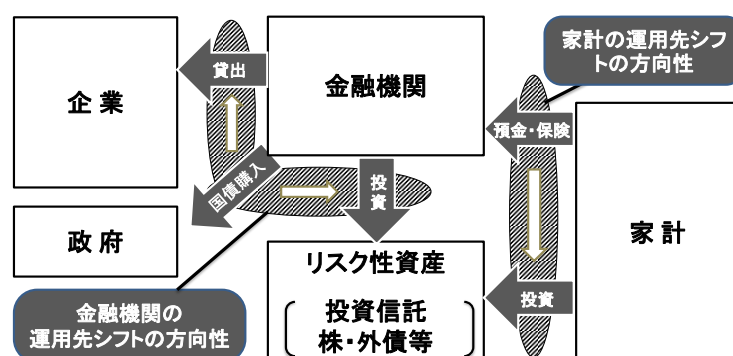 家計の運用先シフ
トの方向性
貸出
金融機関
企業
預金・保険
国債購入
投
資
政府
家計
リスク性資産
投資
投資信託
株・外債等
金融機関の
運用先シフトの方向性